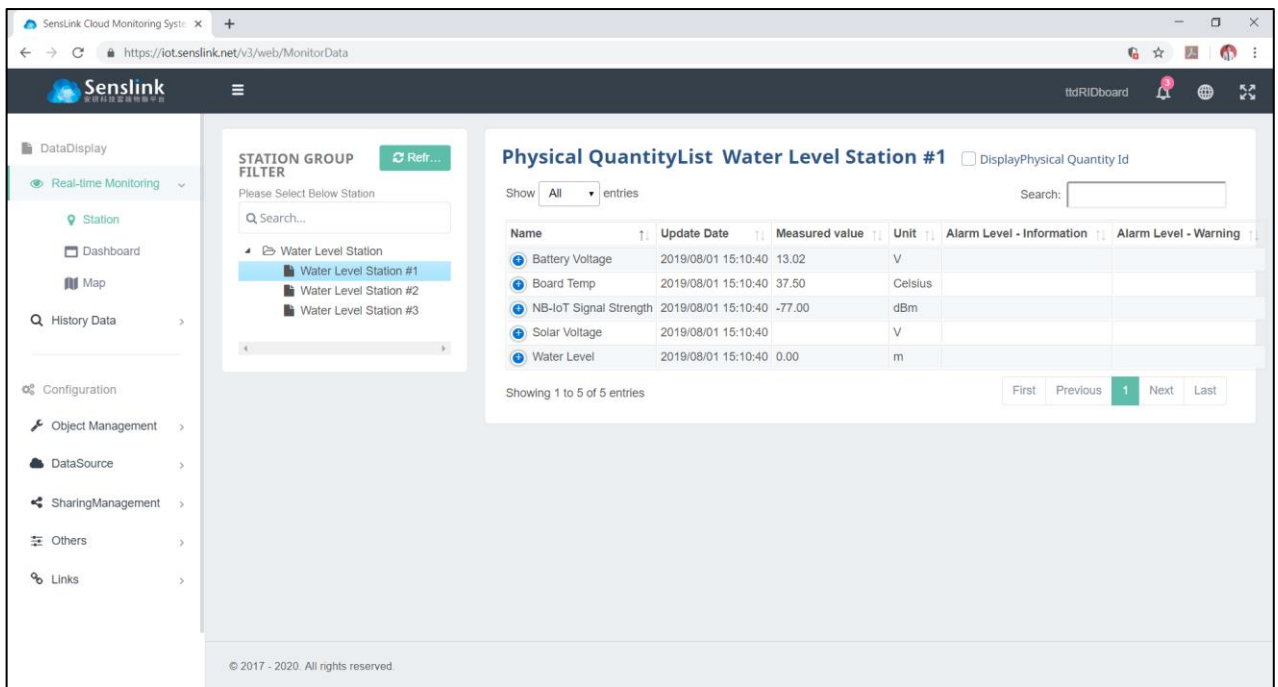 SensLink Cloud Monitoring Syste
https://iot.senslink.net/v3/web/MonitorData
Senslink
ttdRIDboard
3
DataDisplay
Real-time Monitoring
Station
Dashboard
Map
History Data
Configuration
Object Management
DataSource
SharingManagement
Others
Links
STATION GROUP
FILTER
Refr...
Please Select Below Station
Search...
Water Level Station
Water Level Station #1
Water Level Station #2
Water Level Station #3
Physical QuantityList Water Level Station #1 DisplayPhysical Quantity Id
Show All entries Search:
Name Update Date Measured value Unit Alarm Level - Information Alarm Level - Warning
Battery Voltage 2019/08/01 15:10:40 13.02 V
Board Temp 2019/08/01 15:10:40 37.50 Celsius
NB-IoT Signal Strength 2019/08/01 15:10:40 -77.00 dBm
Solar Voltage 2019/08/01 15:10:40 V
Water Level 2019/08/01 15:10:40 0.00 m
Showing 1 to 5 of 5 entries First Previous 1 Next Last
© 2017 - 2020. All rights reserved.